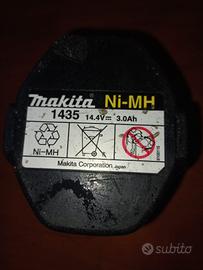 makita Ni-MH
1435 14.4V⎓ 3.0Ah
Ni-MH
Makita Corporation Japan
subito